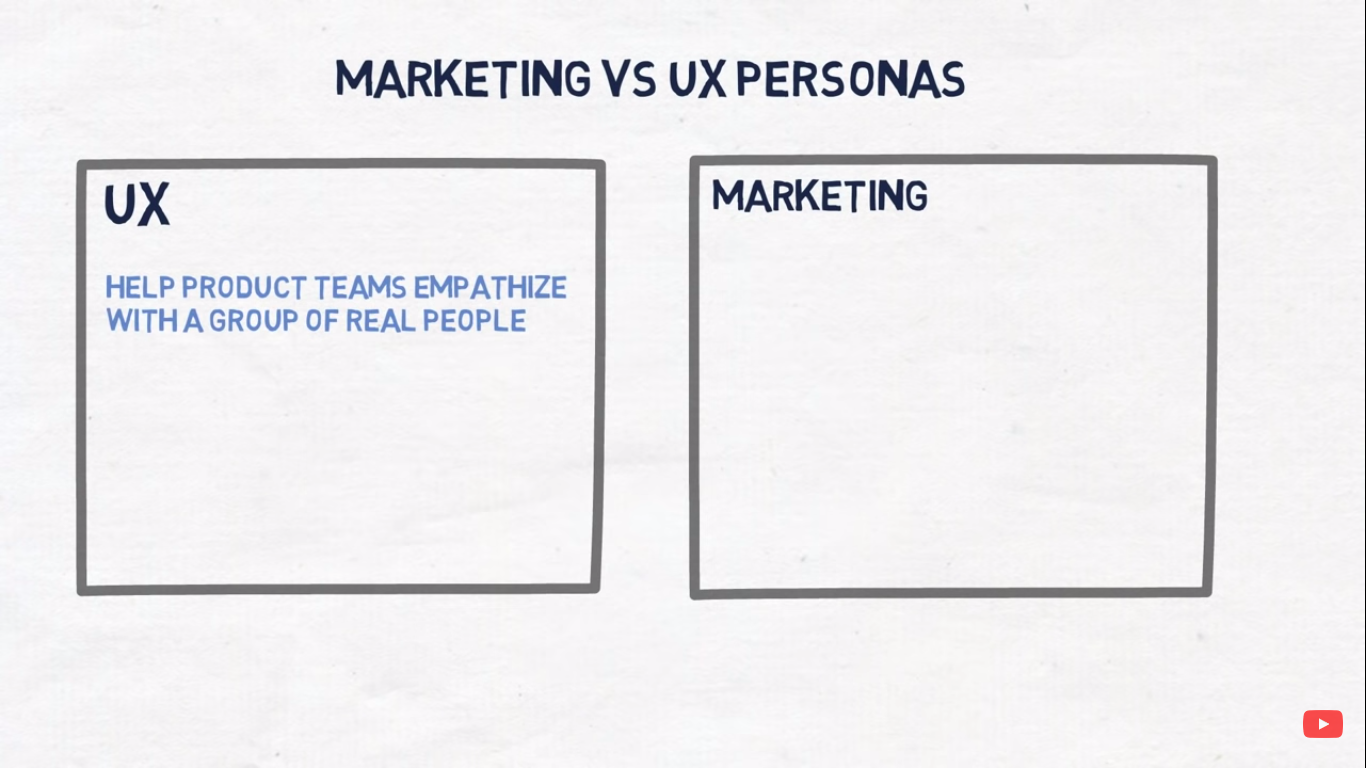 MARKETING VS UX PERSONAS
UX
HELP PRODUCT TEAMS EMPATHIZE
WITH A GROUP OF REAL PEOPLE
MARKETING